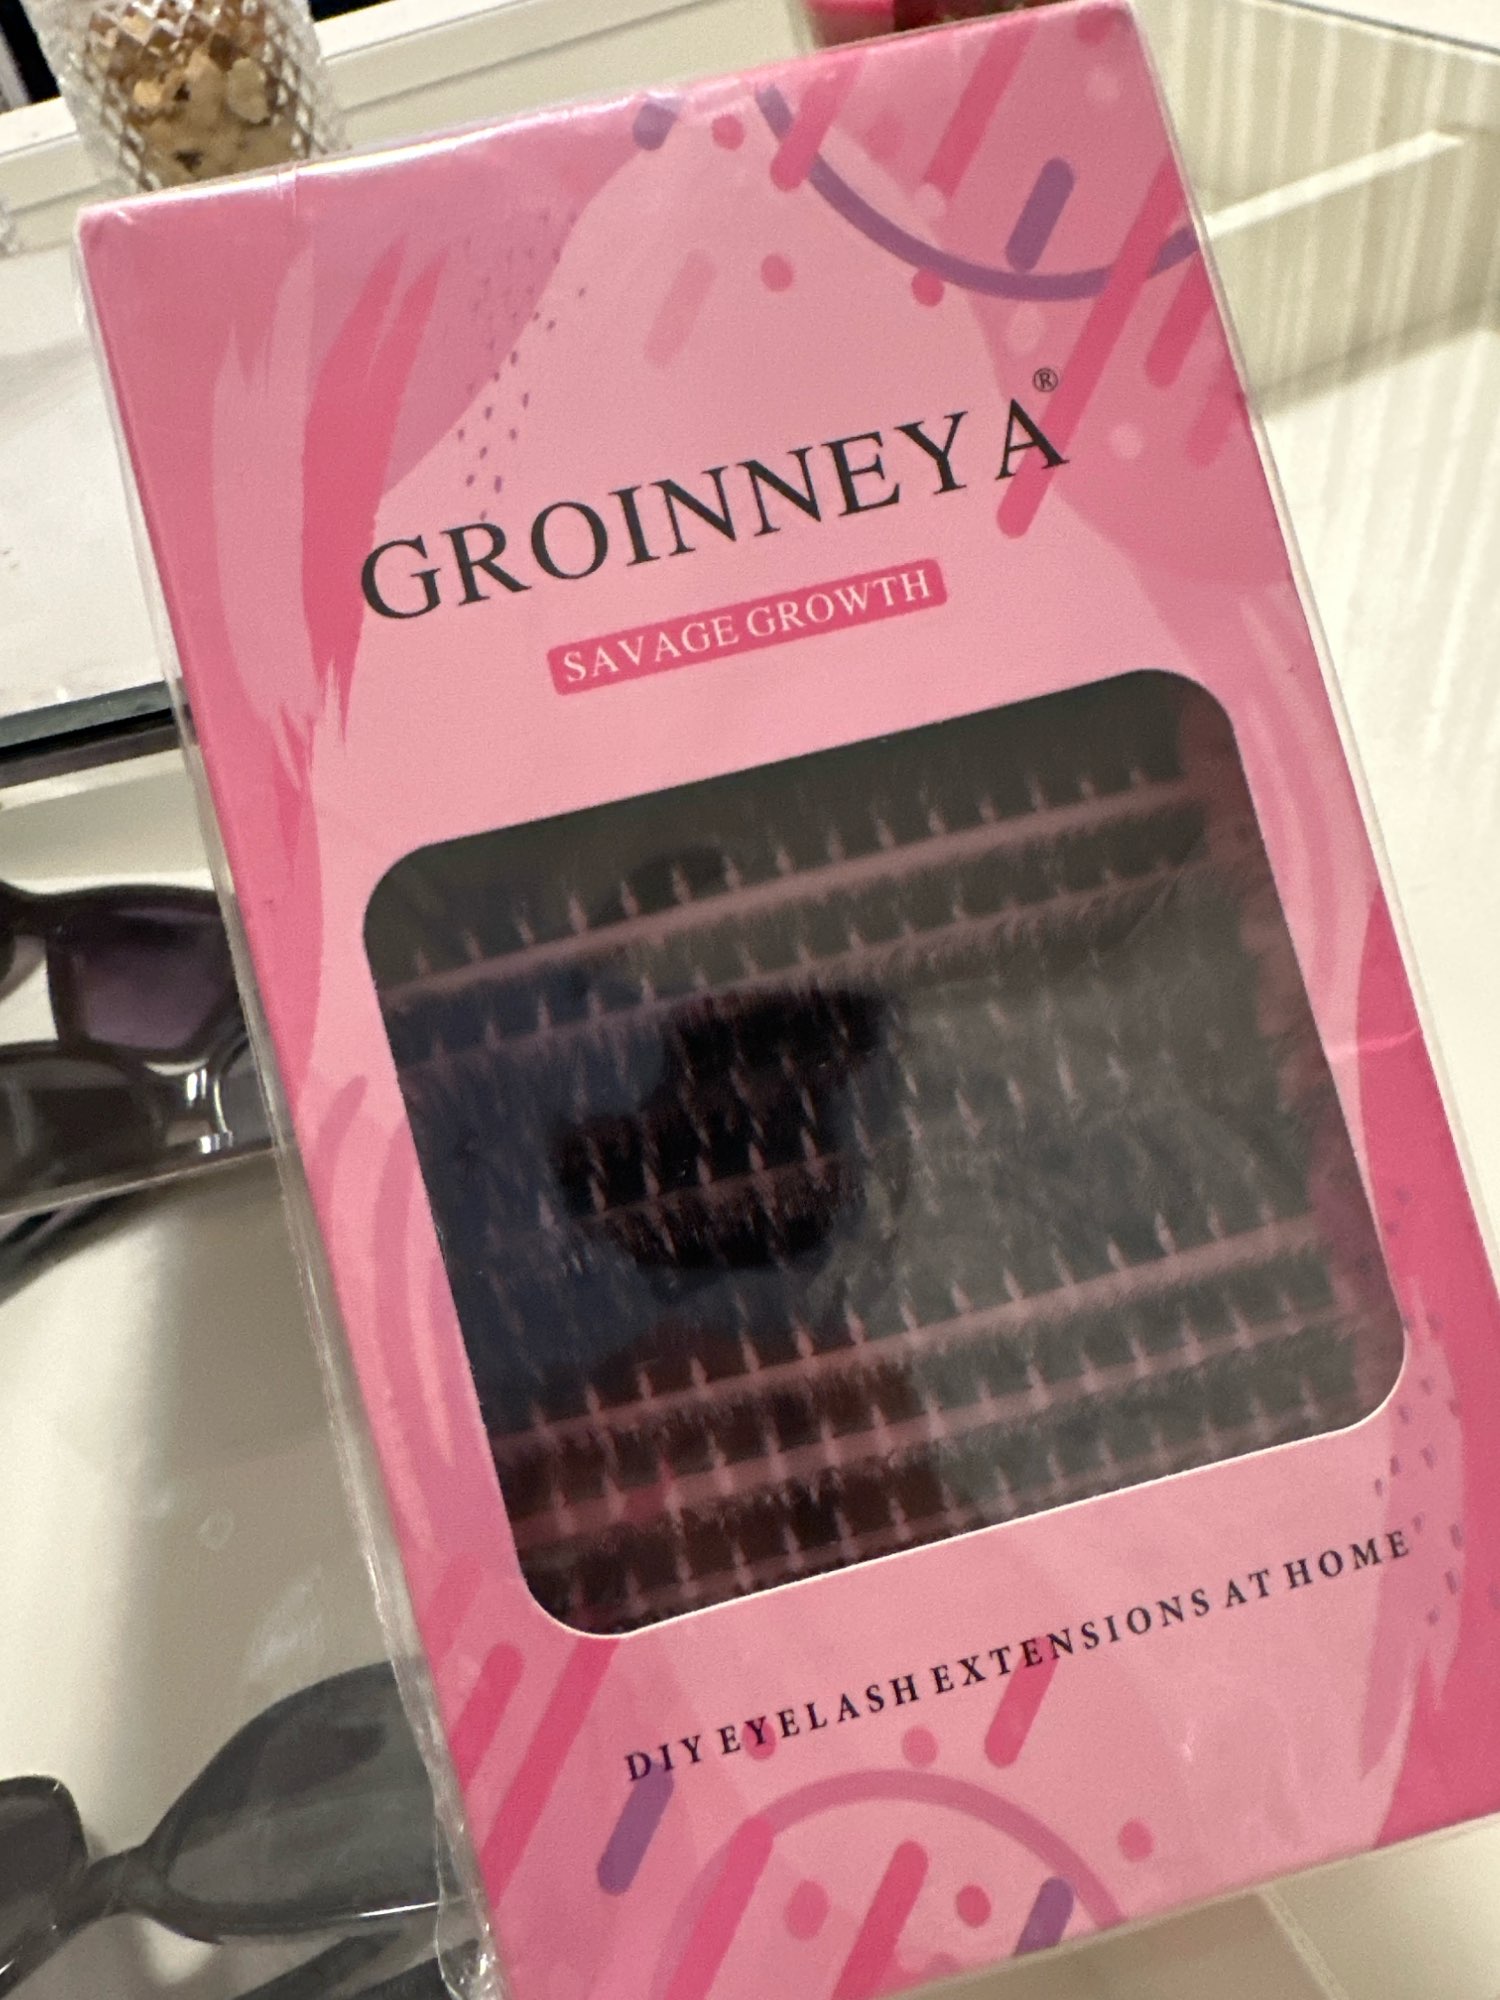 GROINNEYA®
SAVAGE GROWTH
DIY EYELASH EXTENSIONS AT HOME